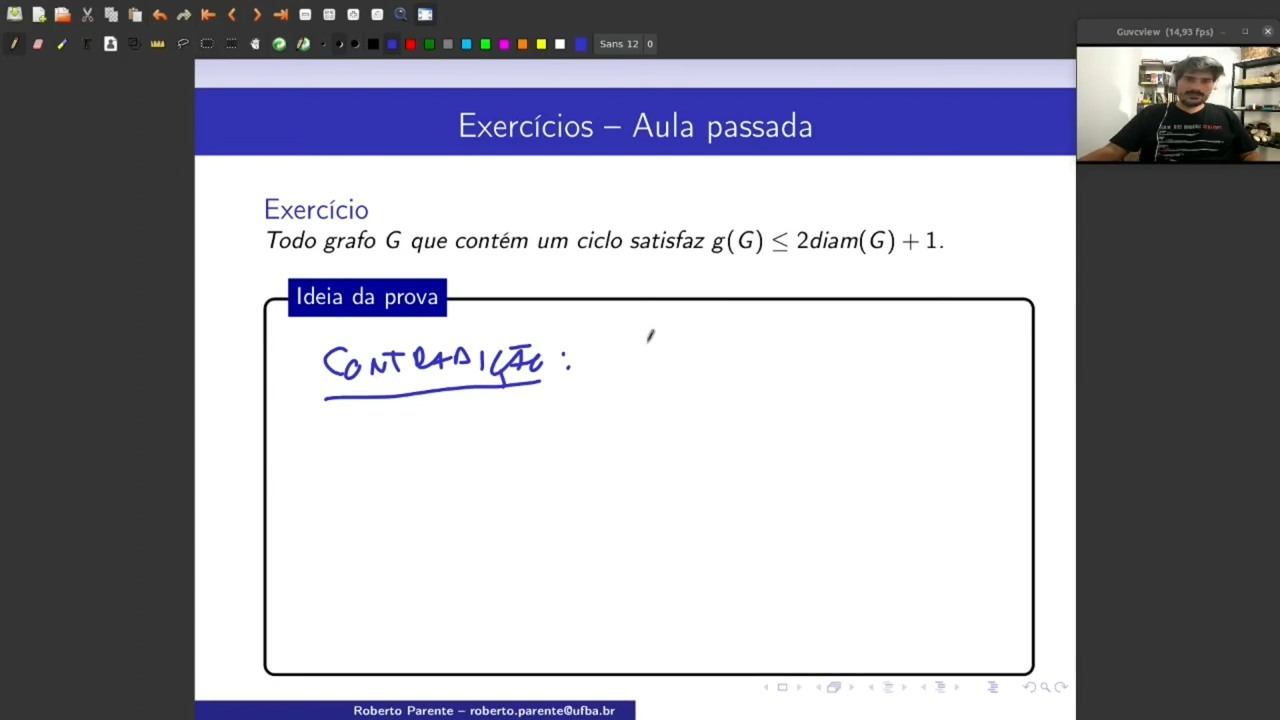 Sans 12 0
Guvcview (14,93 fps)
Exercícios – Aula passada
Exercício
Todo grafo G que contém um ciclo satisfaz g(G) ≤ 2diam(G) + 1.
Ideia da prova
CONTRADIÇÃO:
Roberto Parente – roberto.parente@ufba.br